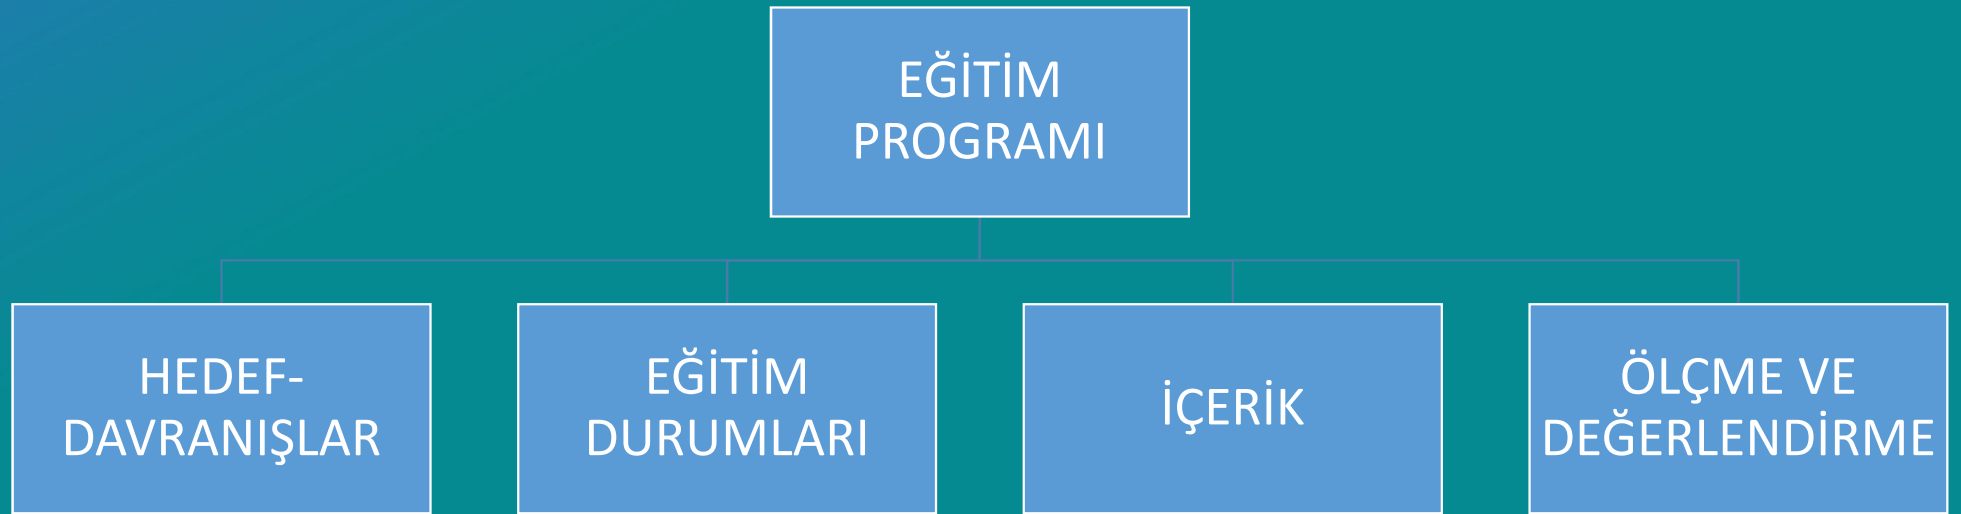 EĞİTİM
PROGRAMI
HEDEF-
DAVRANIŞLAR
EĞİTİM
DURUMLARI
İÇERİK
ÖLÇME VE
DEĞERLENDİRME